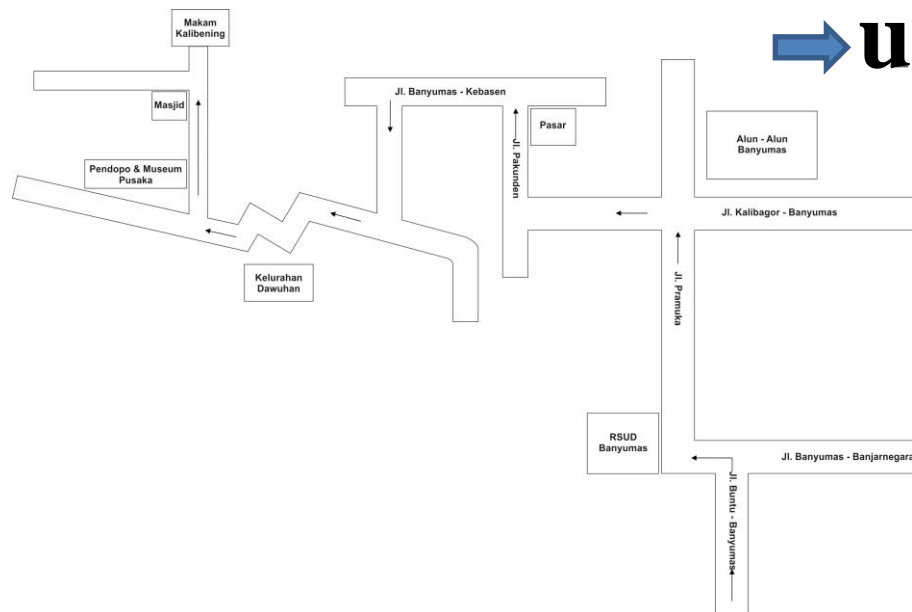 Makam
Kalibening
u
Jl. Banyumas - Kebasen
Masjid
Pasar
Jl. Pakunden
Alun - Alun
Banyumas
Pendopo & Museum
Pusaka
Jl. Kalibagor - Banyumas
Kelurahan
Dawuhan
Jl. Pramuka
RSUD
Banyumas
Jl. Banyumas - Banjarnegara
Jl. Buntu - Banyumas